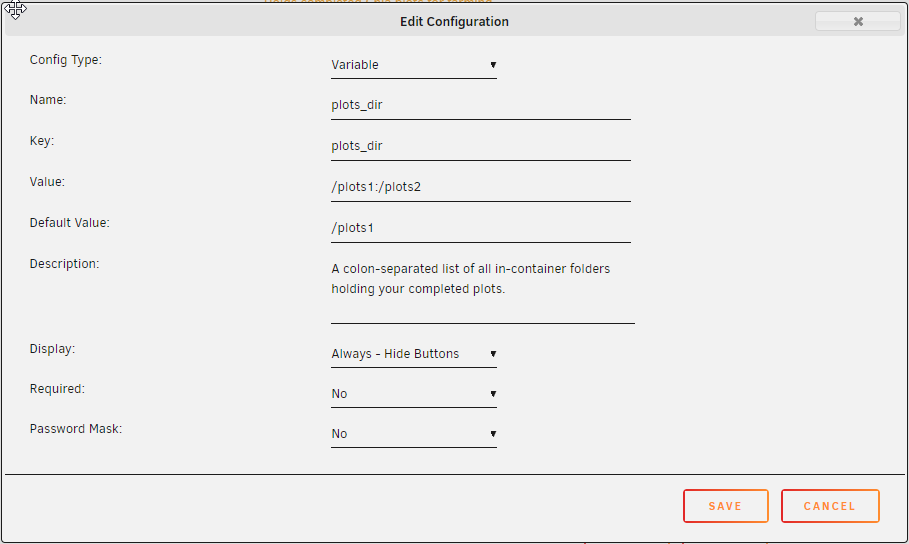 Edit Configuration
Config Type: Variable
Name: plots_dir
Key: plots_dir
Value: /plots1:/plots2
Default Value: /plots1
Description: A colon-separated list of all in-container folders
holding your completed plots.
Display: Always - Hide Buttons
Required: No
Password Mask: No
SAVE CANCEL